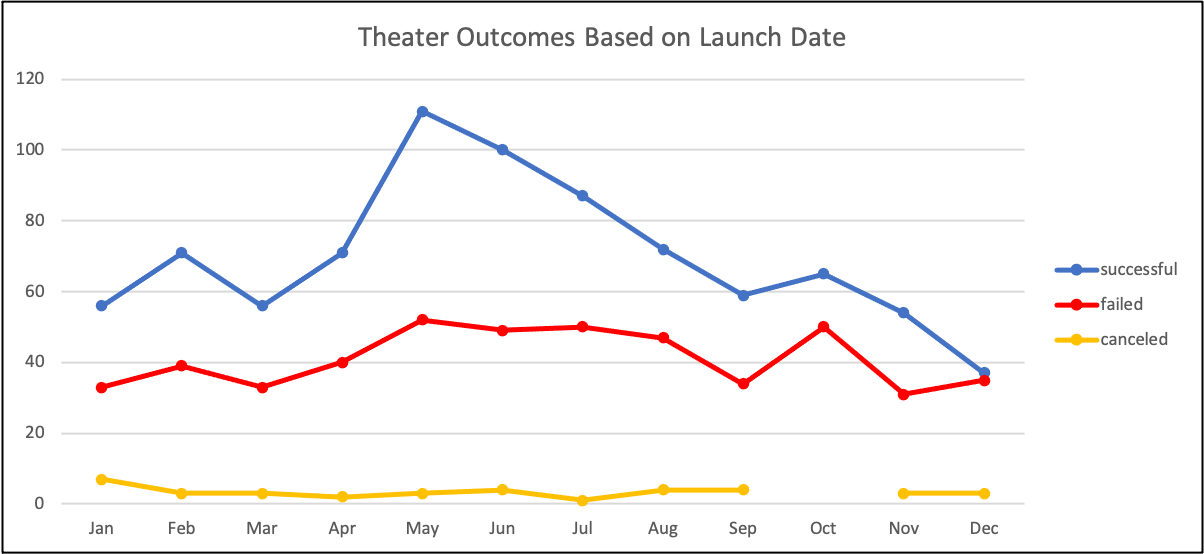 Theater Outcomes Based on Launch Date
120
100
80
60
40
20
0
Jan Feb Mar Apr May Jun Jul Aug Sep Oct Nov Dec
successful
failed
canceled